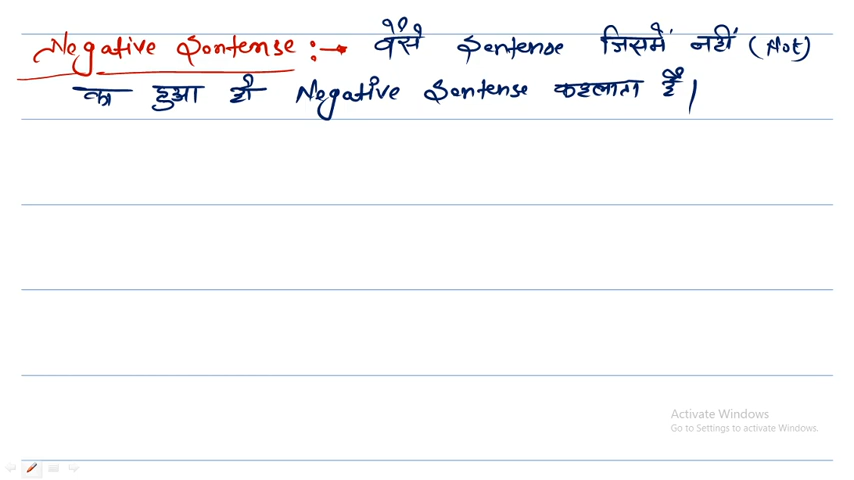 Negative Sentense :→ वैसे Sentense जिसमें नहीं (Not)
का हुआ हो Negative Sentense कहलाता है।
Activate Windows
Go to Settings to activate Windows.